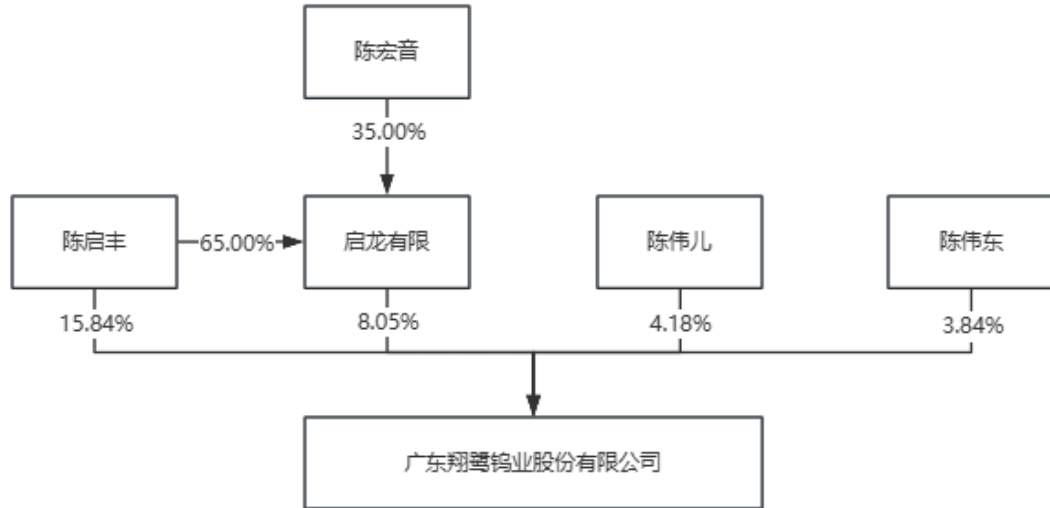 陈宏音
35.00%
陈启丰
65.00%
启龙有限
陈伟儿
陈伟东
15.84%
8.05%
4.18%
3.84%
广东翔鹭钨业股份有限公司